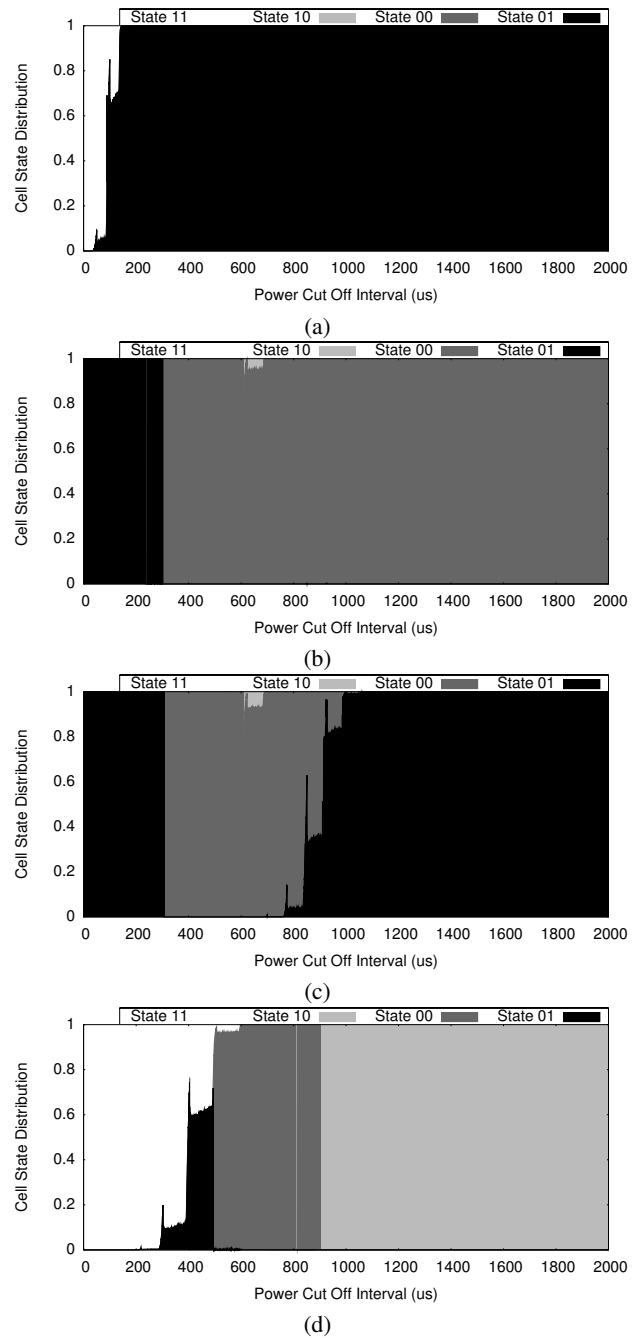 State 11 State 10 State 00 State 01
1
0.8
0.6
0.4
0.2
0
Cell State Distribution
0 200 400 600 800 1000 1200 1400 1600 1800 2000
Power Cut Off Interval (us)
(a)
State 11 State 10 State 00 State 01
1
0.8
0.6
0.4
0.2
0
Cell State Distribution
0 200 400 600 800 1000 1200 1400 1600 1800 2000
Power Cut Off Interval (us)
(b)
State 11 State 10 State 00 State 01
1
0.8
0.6
0.4
0.2
0
Cell State Distribution
0 200 400 600 800 1000 1200 1400 1600 1800 2000
Power Cut Off Interval (us)
(c)
State 11 State 10 State 00 State 01
1
0.8
0.6
0.4
0.2
0
Cell State Distribution
0 200 400 600 800 1000 1200 1400 1600 1800 2000
Power Cut Off Interval (us)
(d)